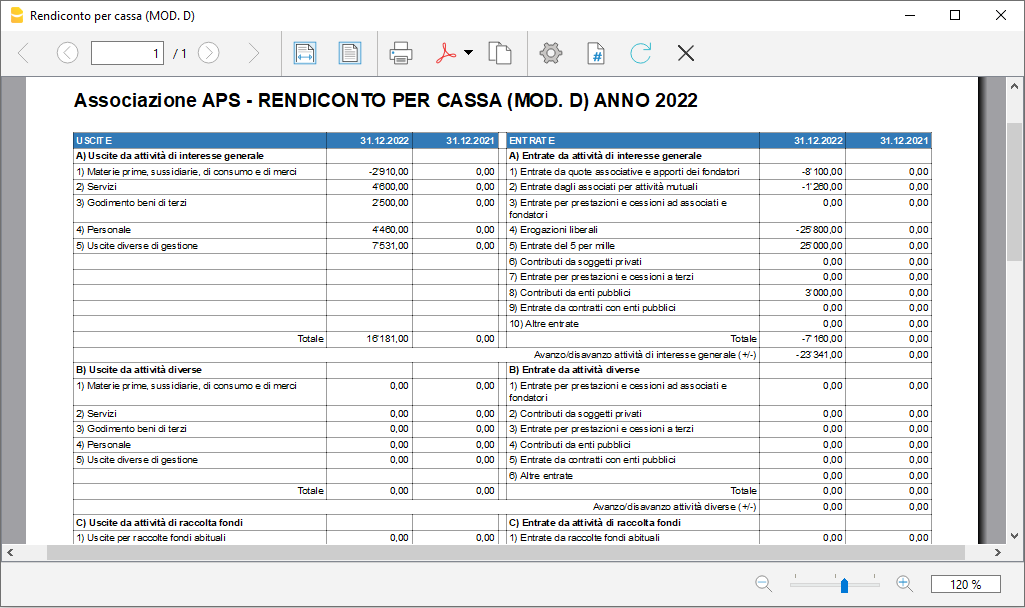 Rendiconto per cassa (MOD. D)
1 / 1
Associazione APS - RENDICONTO PER CASSA (MOD. D) ANNO 2022
USCITE 31.12.2022 31.12.2021 ENTRATE 31.12.2022 31.12.2021
A) Uscite da attività di interesse generale A) Entrate da attività di interesse generale
1) Materie prime, sussidiarie, di consumo e di merci -2'910,00 0,00 1) Entrate da quote associative e apporti dei fondatori -8'100,00 0,00
2) Servizi 4'600,00 0,00 2) Entrate dagli associati per attività mutuali -1'260,00 0,00
3) Godimento beni di terzi 2'500,00 0,00 3) Entrate per prestazioni e cessioni ad associati e 0,00 0,00
fondatori
4) Personale 4'460,00 0,00 4) Erogazioni liberali -25'800,00 0,00
5) Uscite diverse di gestione 7'531,00 0,00 5) Entrate del 5 per mille 25'000,00 0,00
6) Contributi da soggetti privati 0,00 0,00
7) Entrate per prestazioni e cessioni a terzi 0,00 0,00
8) Contributi da enti pubblici 3'000,00 0,00
9) Entrate da contratti con enti pubblici 0,00 0,00
10) Altre entrate 0,00 0,00
Totale 16'181,00 0,00 Totale -7'160,00 0,00
Avanzo/disavanzo attività di interesse generale (+/-) -23'341,00 0,00
B) Uscite da attività diverse B) Entrate da attività diverse
1) Materie prime, sussidiarie, di consumo e di merci 0,00 0,00 1) Entrate per prestazioni e cessioni ad associati e 0,00 0,00
fondatori
2) Servizi 0,00 0,00 2) Contributi da soggetti privati 0,00 0,00
3) Godimento beni di terzi 0,00 0,00 3) Entrate per prestazioni e cessioni a terzi 0,00 0,00
4) Personale 0,00 0,00 4) Contributi da enti pubblici 0,00 0,00
5) Uscite diverse di gestione 0,00 0,00 5) Entrate da contratti con enti pubblici 0,00 0,00
6) Altre entrate 0,00 0,00
Totale 0,00 0,00 Totale 0,00 0,00
Avanzo/disavanzo attività diverse (+/-) 0,00 0,00
C) Uscite da attività di raccolta fondi C) Entrate da attività di raccolta fondi
1) Uscite per raccolte fondi abituali 0,00 0,00 1) Entrate da raccolte fondi abituali 0,00 0,00
120 %